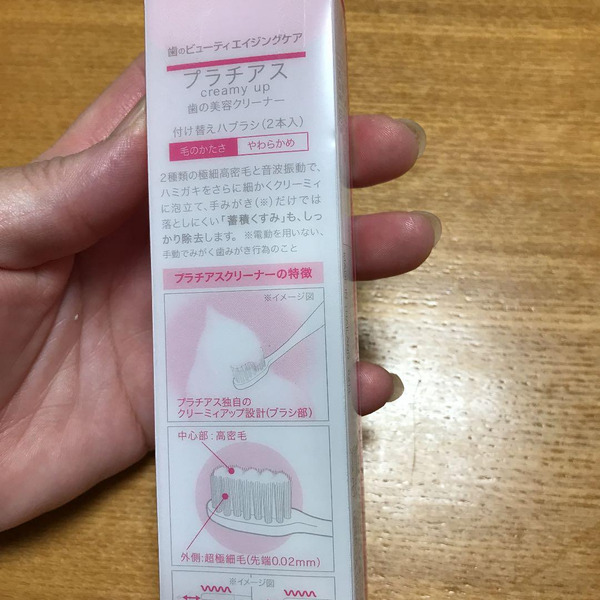 歯のビューティ エイジングケア
プラチアス
creamy up
歯の美容クリーナー
付け替えハブラシ(2本入)
毛のかたさ やわらかめ
2種類の極細高密毛と音波振動で、
ハミガキをさらに細かくクリーミィ
に泡立て、手みがき(※)だけでは
落としにくい「蓄積くすみ」も、しっ
かり除去します。 ※電動を用いない、
手動でみがく歯みがき行為のこと
プラチアスクリーナーの特徴
※イメージ図
プラチアス独自の
クリーミィアップ設計(ブラシ部)
中心部:高密毛
外側:超極細毛(先端0.02mm)
※イメージ図